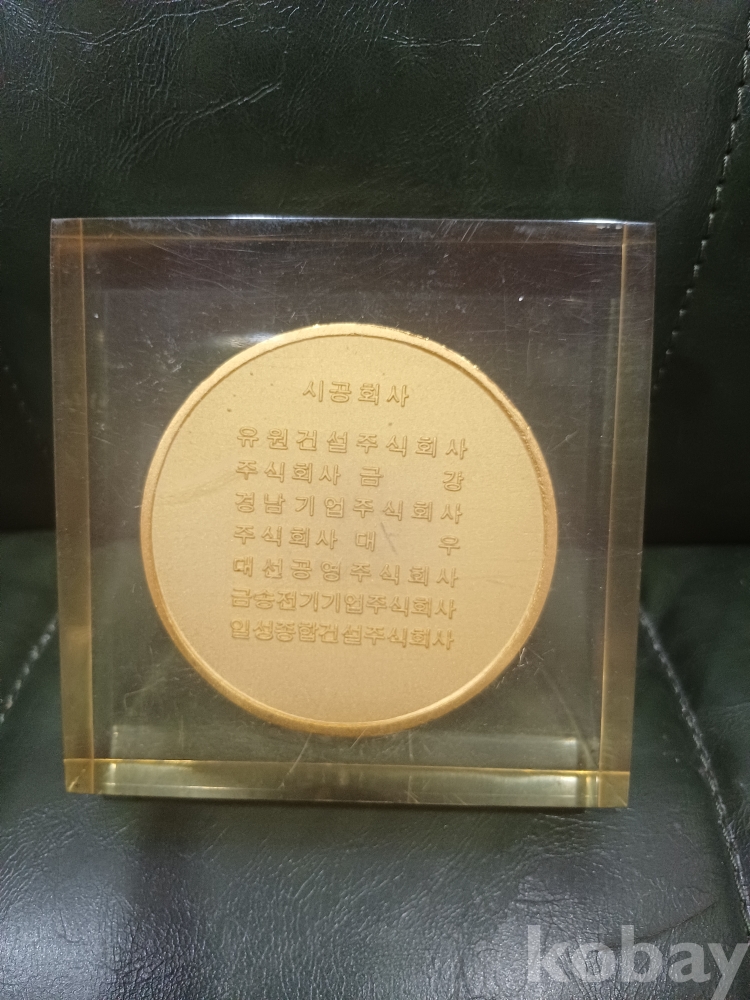 시공회사
유원건설주식회사
주식회사 금 강
경남기업주식회사
주식회사 대 우
대선공영주식회사
금송전기기업주식회사
일성종합건설주식회사
kobay